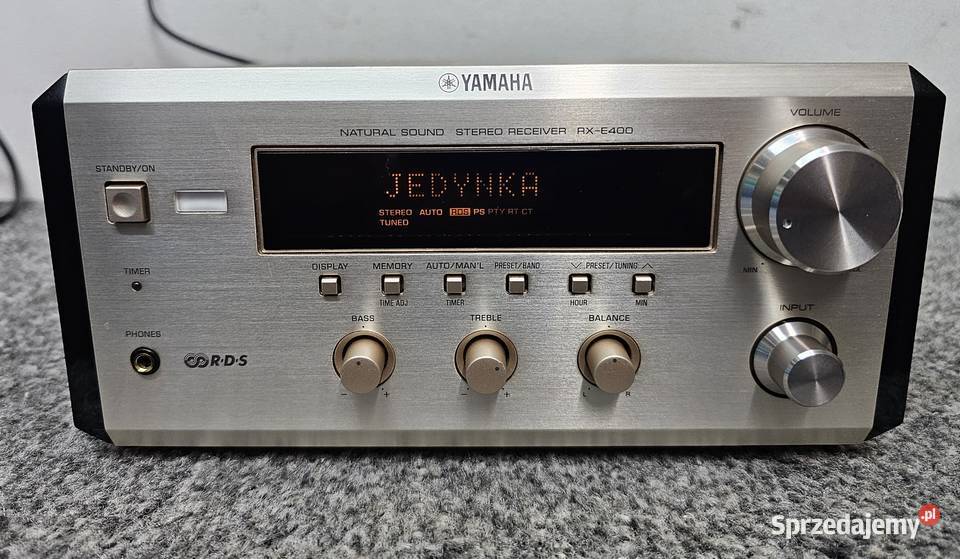 YAMAHA
NATURAL SOUND STEREO RECEIVER RX-E400
VOLUME
STANDBY/ON
JEDYNKA
STEREO AUTO RDS PS PTY RT CT
TUNED
MIN
TIMER
DISPLAY MEMORY AUTO/MAN'L PRESET/BAND PRESET/TUNING
TIME ADJ TIMER HOUR MIN
INPUT
PHONES
BASS TREBLE BALANCE
R·D·S
- + - + L R
Sprzedajemy.pl